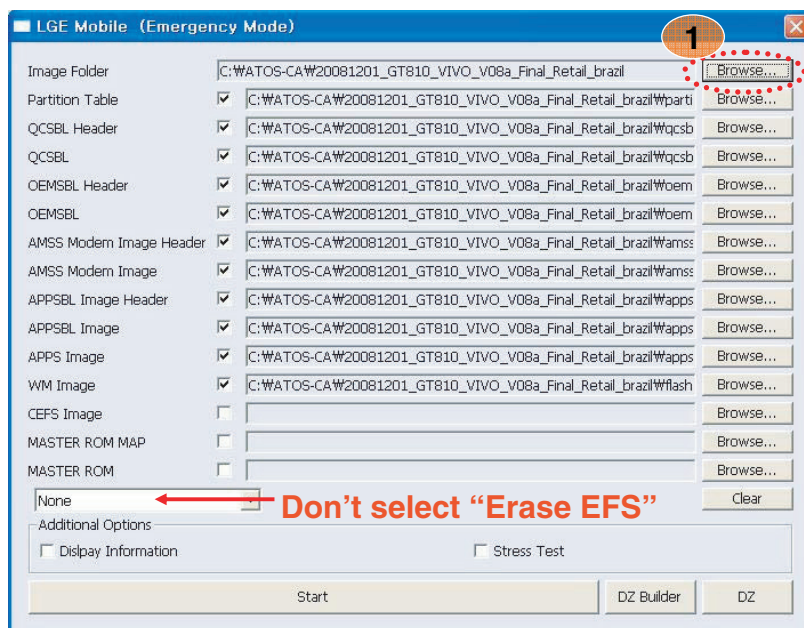 LGE Mobile (Emergency Mode)
1
Image Folder C:₩ATOS-CA₩20081201_GT810_VIVO_V08a_Final_Retail_brazil Browse...
Partition Table C:₩ATOS-CA₩20081201_GT810_VIVO_V08a_Final_Retail_brazil₩parti Browse...
QCSBL Header C:₩ATOS-CA₩20081201_GT810_VIVO_V08a_Final_Retail_brazil₩qcsb Browse...
QCSBL C:₩ATOS-CA₩20081201_GT810_VIVO_V08a_Final_Retail_brazil₩qcsb Browse...
OEMSBL Header C:₩ATOS-CA₩20081201_GT810_VIVO_V08a_Final_Retail_brazil₩oem Browse...
OEMSBL C:₩ATOS-CA₩20081201_GT810_VIVO_V08a_Final_Retail_brazil₩oem Browse...
AMSS Modem Image Header C:₩ATOS-CA₩20081201_GT810_VIVO_V08a_Final_Retail_brazil₩amss Browse...
AMSS Modem Image C:₩ATOS-CA₩20081201_GT810_VIVO_V08a_Final_Retail_brazil₩amss Browse...
APPSBL Image Header C:₩ATOS-CA₩20081201_GT810_VIVO_V08a_Final_Retail_brazil₩apps Browse...
APPSBL Image C:₩ATOS-CA₩20081201_GT810_VIVO_V08a_Final_Retail_brazil₩apps Browse...
APPS Image C:₩ATOS-CA₩20081201_GT810_VIVO_V08a_Final_Retail_brazil₩apps Browse...
WM Image C:₩ATOS-CA₩20081201_GT810_VIVO_V08a_Final_Retail_brazil₩flash Browse...
CEFS Image Browse...
MASTER ROM MAP Browse...
MASTER ROM Browse...
None Don’t select “Erase EFS” Clear
Additional Options
Dislpay Information Stress Test
Start DZ Builder DZ